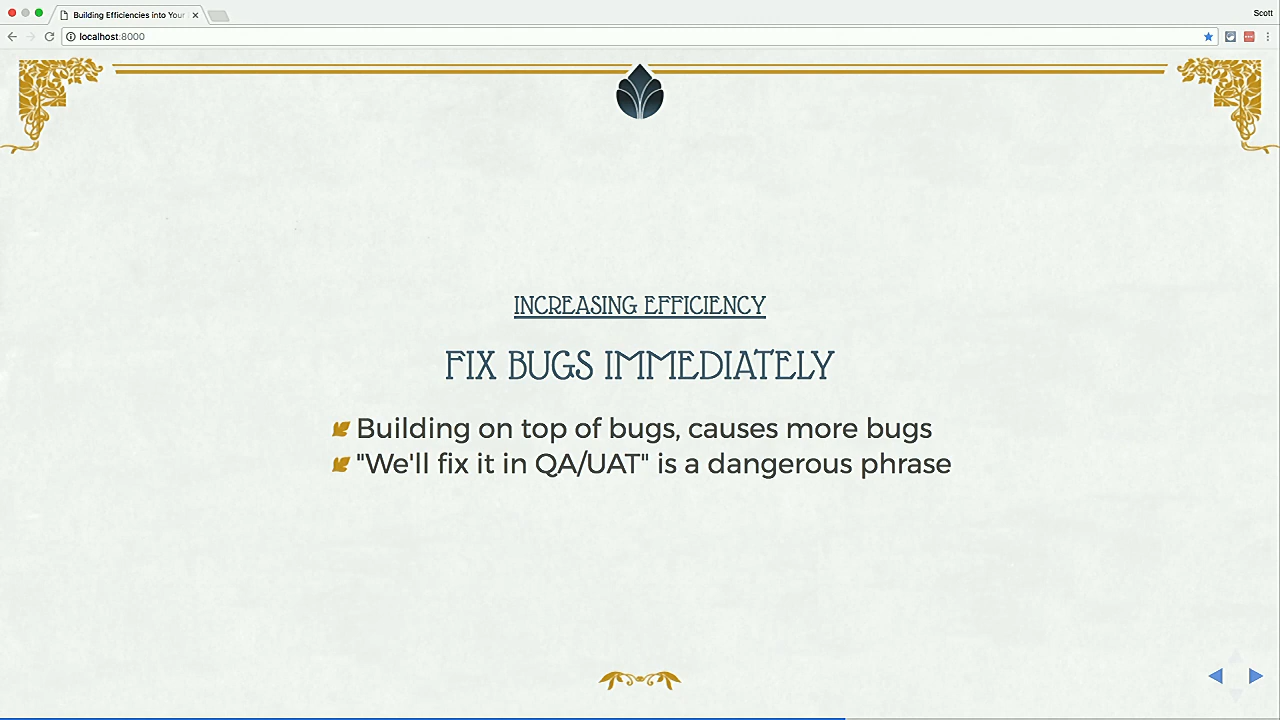 Building Efficiencies into Your
Scott
localhost:8000
INCREASING EFFICIENCY
FIX BUGS IMMEDIATELY
Building on top of bugs, causes more bugs
"We'll fix it in QA/UAT" is a dangerous phrase